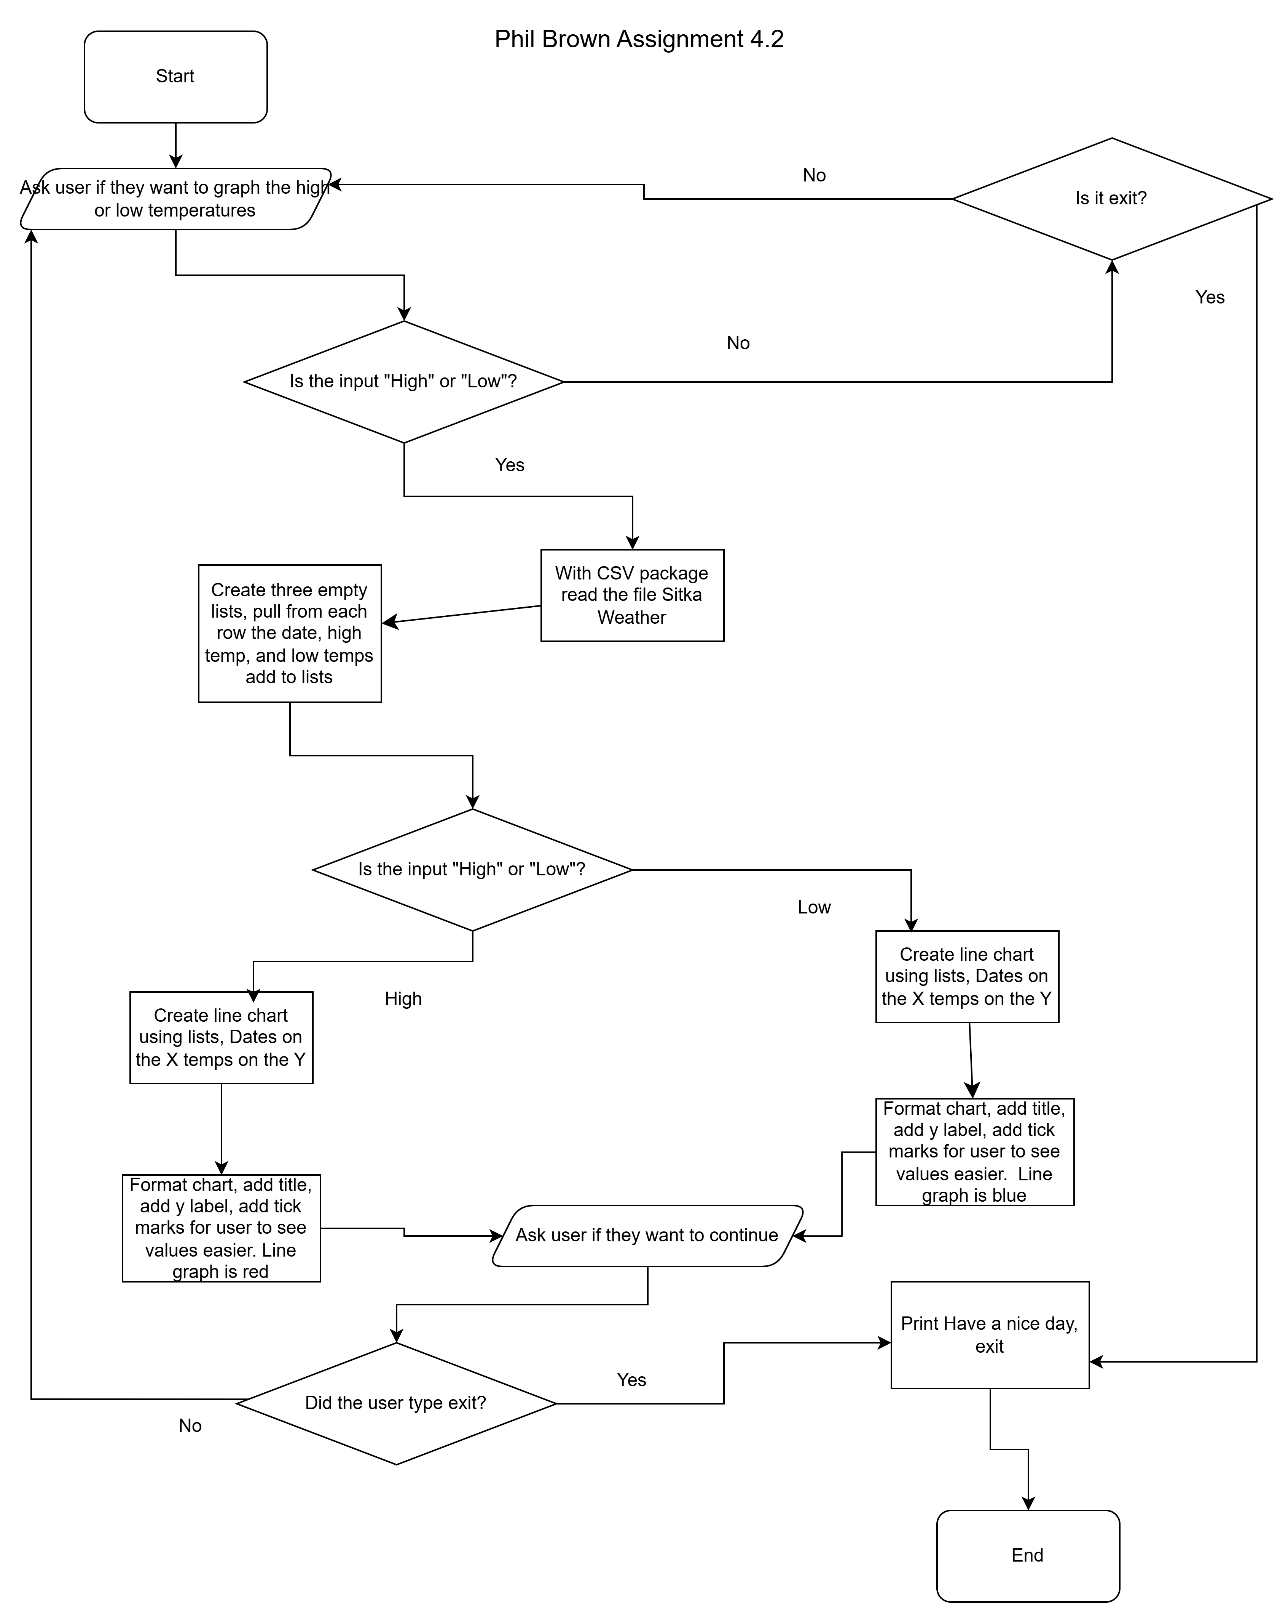 Phil Brown Assignment 4.2
Start
Ask user if they want to graph the high
or low temperatures
No
Is it exit?
Yes
No
Is the input "High" or "Low"?
Yes
With CSV package
read the file Sitka
Weather
Create three empty
lists, pull from each
row the date, high
temp, and low temps
add to lists
Is the input "High" or "Low"?
Low
Create line chart
using lists, Dates on
the X temps on the Y
High
Create line chart
using lists, Dates on
the X temps on the Y
Format chart, add title,
add y label, add tick
marks for user to see
values easier.  Line
graph is blue
Format chart, add title,
add y label, add tick
marks for user to see
values easier. Line
graph is red
Ask user if they want to continue
Print Have a nice day,
exit
Yes
Did the user type exit?
No
End